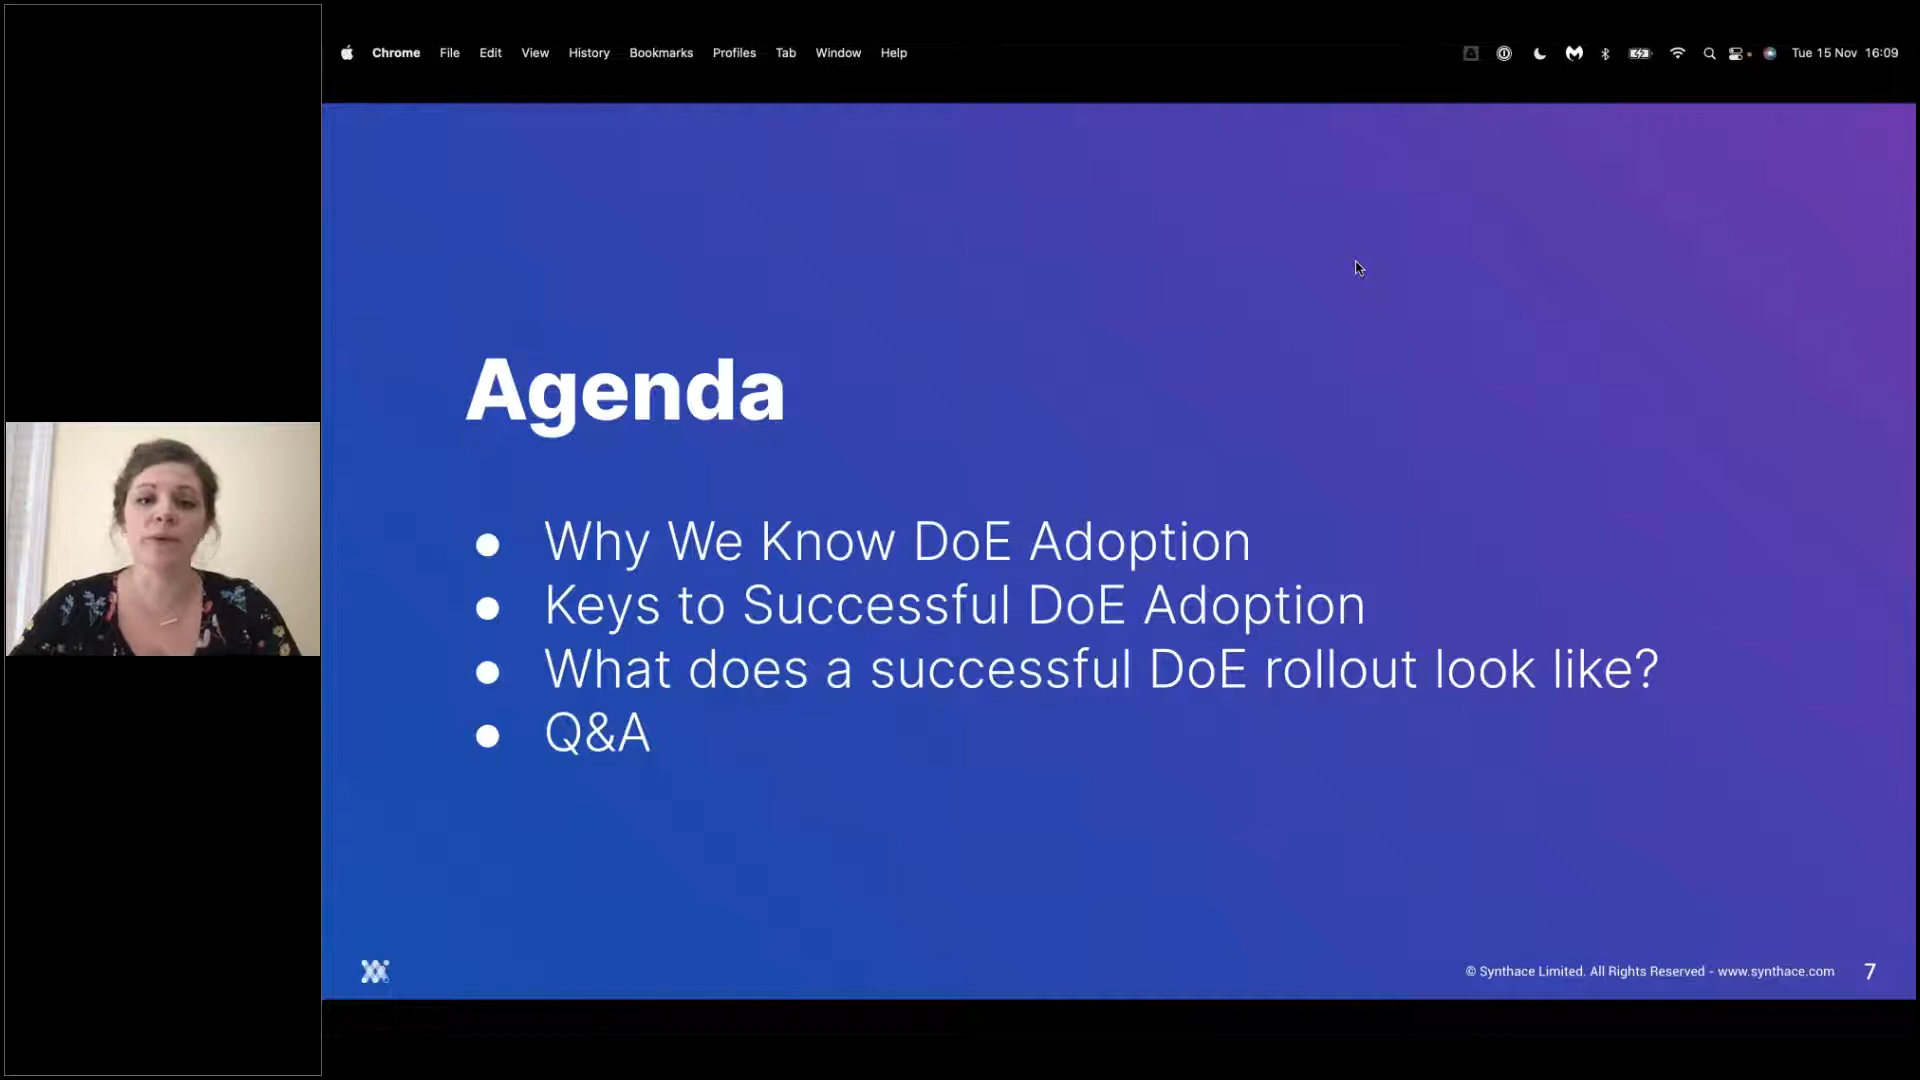 Chrome File Edit View History Bookmarks Profiles Tab Window Help Tue 15 Nov 16:09
Agenda
● Why We Know DoE Adoption
● Keys to Successful DoE Adoption
● What does a successful DoE rollout look like?
● Q&A
© Synthace Limited. All Rights Reserved - www.synthace.com 7